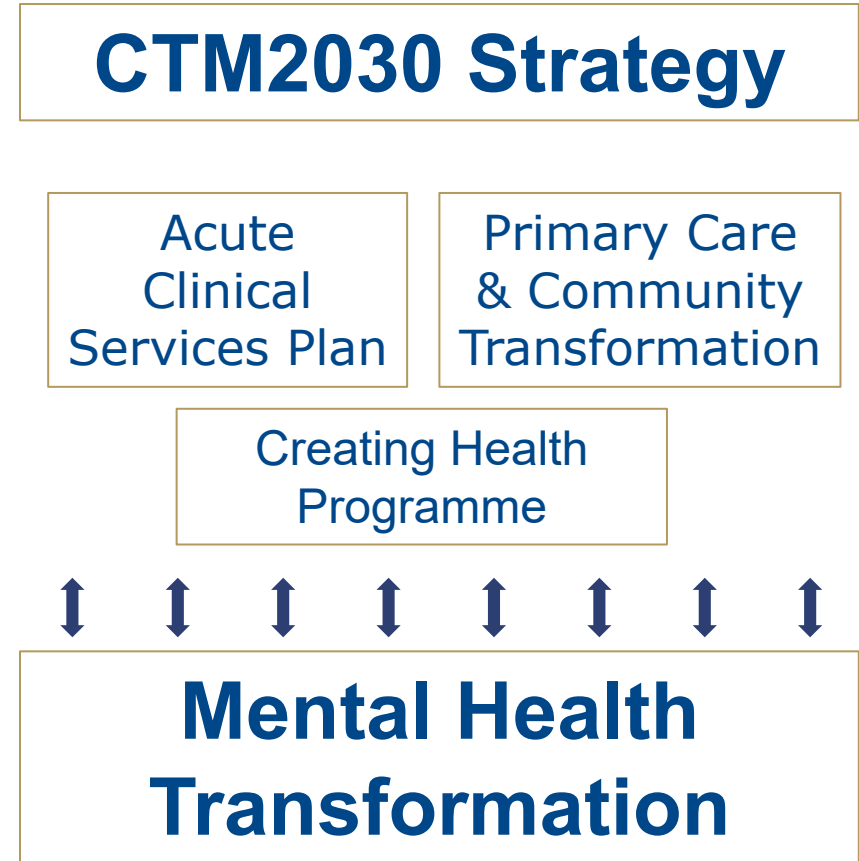 CTM2030 Strategy
Acute
Clinical
Services Plan
Primary Care
& Community
Transformation
Creating Health
Programme
Mental Health
Transformation